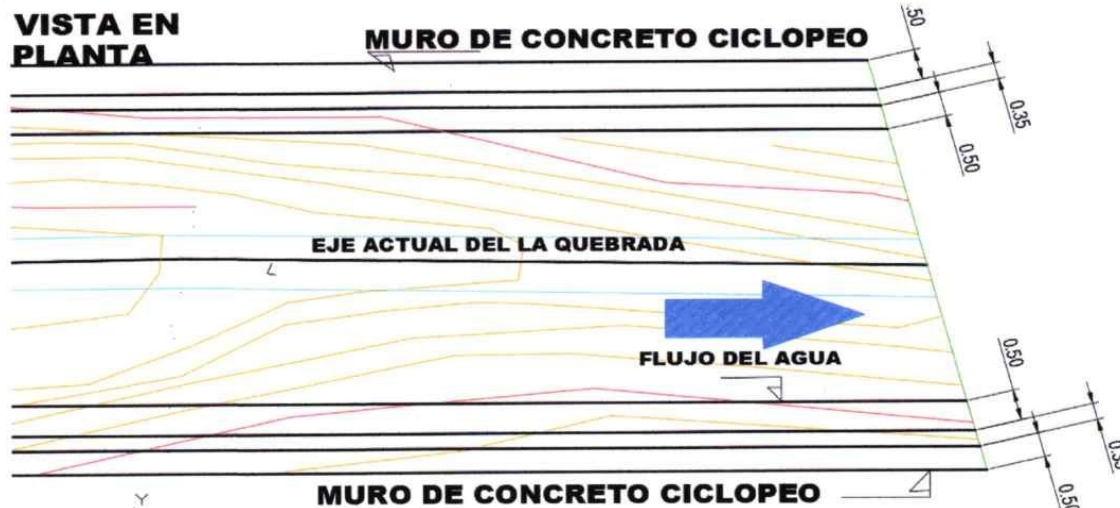 VISTA EN
PLANTA
MURO DE CONCRETO CICLOPEO
.50
0.35
0.50
EJE ACTUAL DEL LA QUEBRADA
FLUJO DEL AGUA
0.50
0.50
MURO DE CONCRETO CICLOPEO
Y